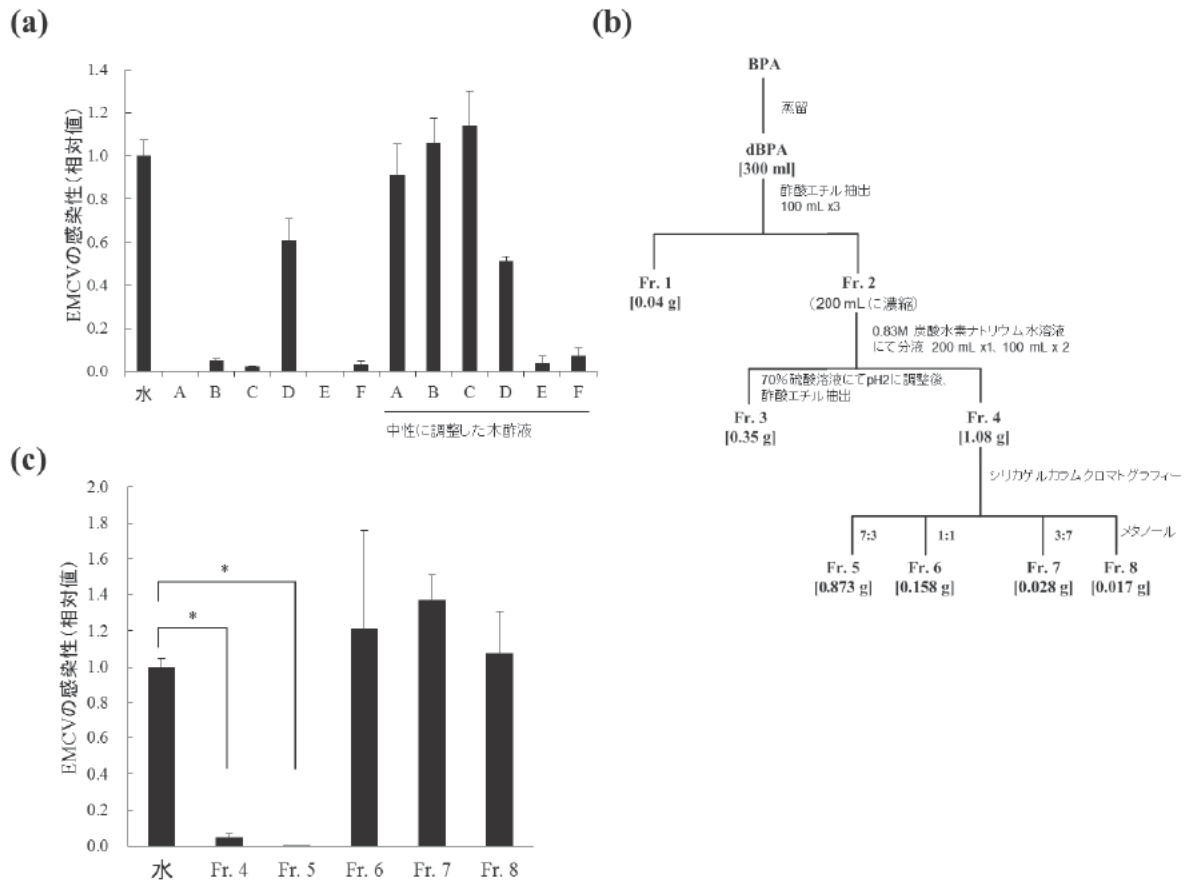 (a)
1.4
1.2
1.0
0.8
0.6
0.4
0.2
0.0
EMCVの感染性(相対値)
水 A B C D E F A B C D E F
中性に調整した木酢液
(b)
BPA
蒸留
dBPA
[300 ml]
酢酸エチル抽出
100 mL x3
Fr. 1
[0.04 g]
Fr. 2
(200 mLに濃縮)
0.83M 炭酸水素ナトリウム水溶液
にて分液 200 mL x1、100 mL x 2
70%硫酸溶液にてpH2に調整後、
酢酸エチル抽出
Fr. 3
[0.35 g]
Fr. 4
[1.08 g]
シリカゲルカラムクロマトグラフィー
7:3 1:1 3:7 メタノール
Fr. 5 Fr. 6 Fr. 7 Fr. 8
[0.873 g] [0.158 g] [0.028 g] [0.017 g]
(c)
2.0
1.8
1.6
1.4
1.2
1.0
0.8
0.6
0.4
0.2
0.0
EMCVの感染性(相対値)
*
*
水 Fr. 4 Fr. 5 Fr. 6 Fr. 7 Fr. 8